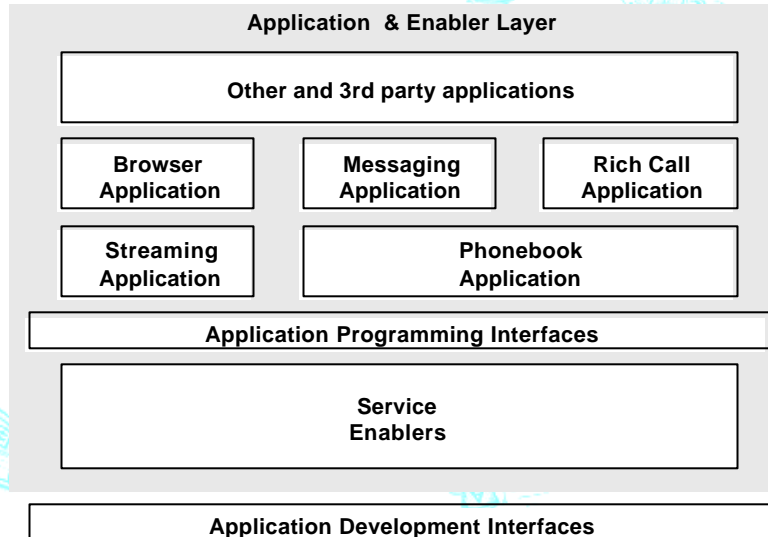 Application & Enabler Layer
Other and 3rd party applications
Browser
Application
Messaging
Application
Rich Call
Application
Streaming
Application
Phonebook
Application
Application Programming Interfaces
Service
Enablers
Application Development Interfaces